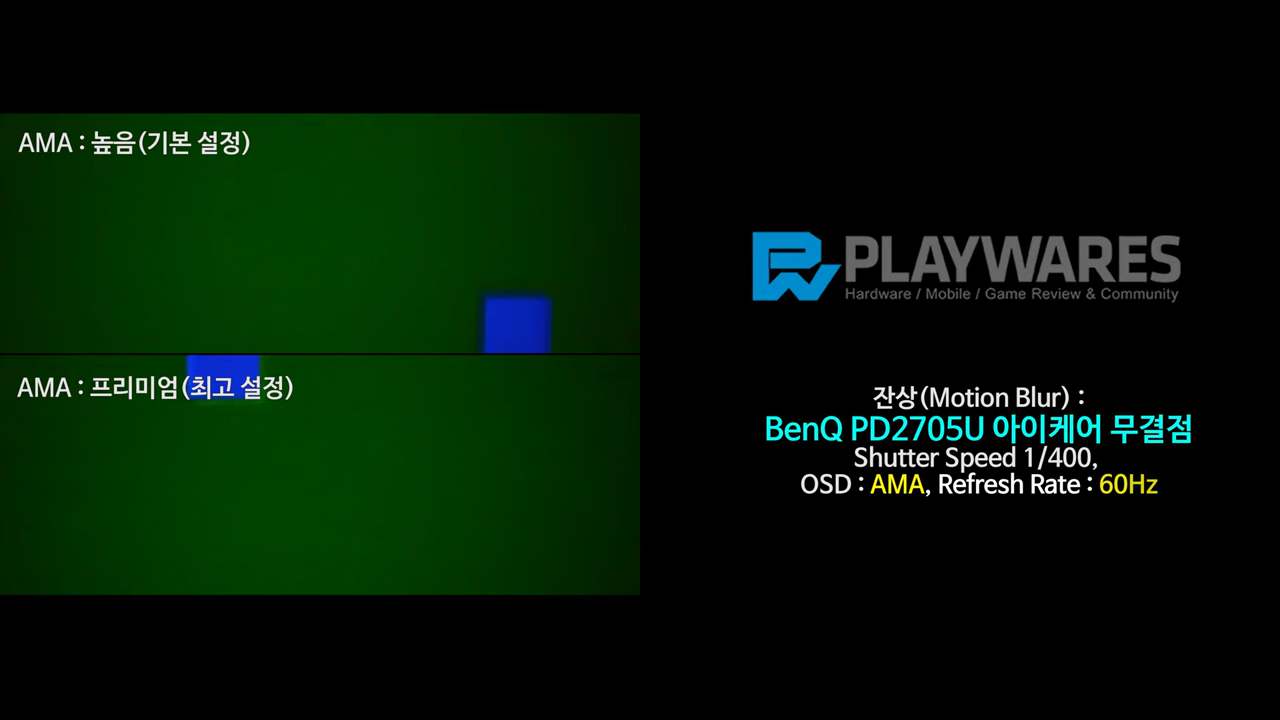 AMA : 높음(기본 설정)
AMA : 프리미엄(최고 설정)
PLAYWARES
Hardware / Mobile / Game Review & Community
잔상(Motion Blur) :
BenQ PD2705U 아이케어 무결점
Shutter Speed 1/400,
OSD : AMA, Refresh Rate : 60Hz